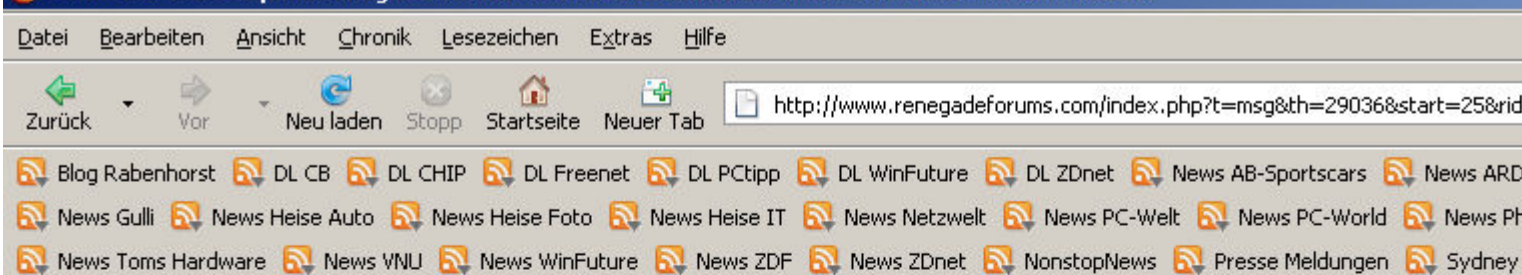 Datei Bearbeiten Ansicht Chronik Lesezeichen Extras Hilfe
Zurück Vor Neu laden Stopp Startseite Neuer Tab http://www.renegadeforums.com/index.php?t=msg&th=29036&start=25&rid
Blog Rabenhorst DL CB DL CHIP DL Freenet DL PCtipp DL WinFuture DL ZDnet News AB-Sportscars News ARD
News Gulli News Heise Auto News Heise Foto News Heise IT News Netzwelt News PC-Welt News PC-World News Ph
News Toms Hardware News VNU News WinFuture News ZDF News ZDnet NonstopNews Presse Meldungen Sydney